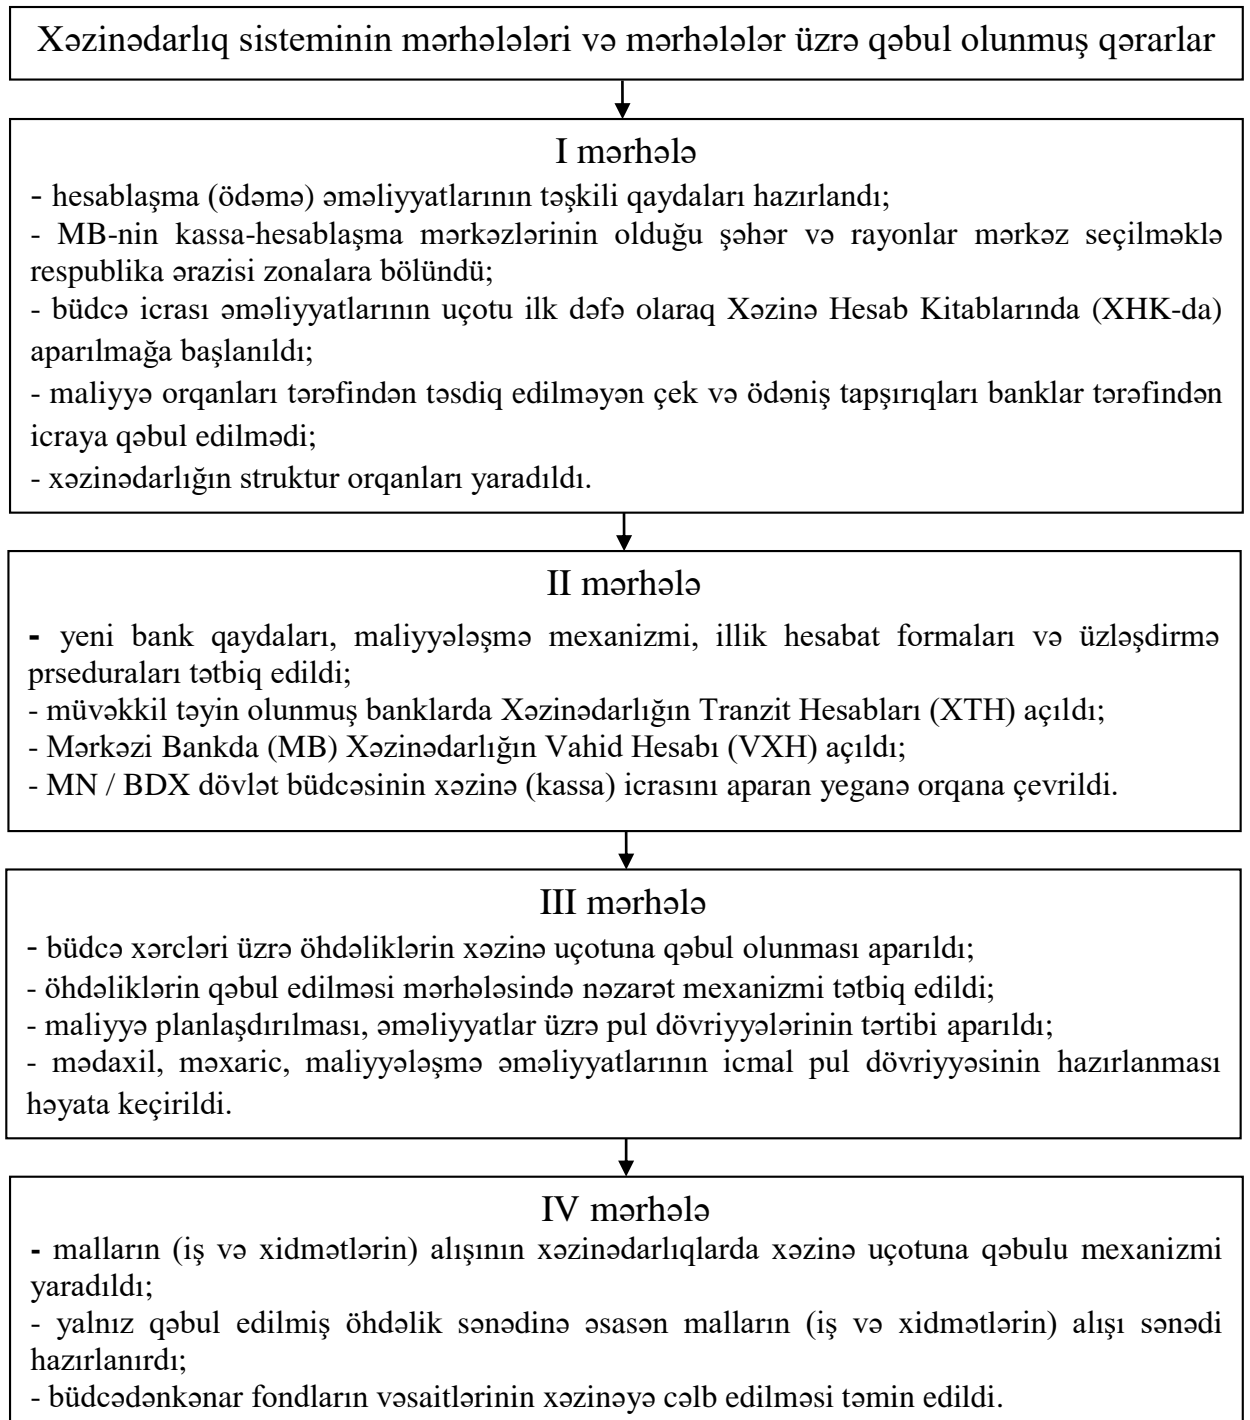 Xəzinədarlıq sisteminin mərhələləri və mərhələlər üzrə qəbul olunmuş qərarlar
I mərhələ
- hesablaşma (ödəmə) əməliyyatlarının təşkili qaydaları hazırlandı;
- MB-nin kassa-hesablaşma mərkəzlərinin olduğu şəhər və rayonlar mərkəz seçilməklə
respublika ərazisi zonalara bölündü;
- büdcə icrası əməliyyatlarının uçotu ilk dəfə olaraq Xəzinə Hesab Kitablarında (XHK-da)
aparılmağa başlanıldı;
- maliyyə orqanları tərəfindən təsdiq edilməyən çek və ödəniş tapşırıqları banklar tərəfindən
icraya qəbul edilmədi;
- xəzinədarlığın struktur orqanları yaradıldı.
II mərhələ
- yeni bank qaydaları, maliyyələşmə mexanizmi, illik hesabat formaları və üzləşdirmə
prseduraları tətbiq edildi;
- müvəkkil təyin olunmuş banklarda Xəzinədarlığın Tranzit Hesabları (XTH) açıldı;
- Mərkəzi Bankda (MB) Xəzinədarlığın Vahid Hesabı (VXH) açıldı;
- MN / BDX dövlət büdcəsinin xəzinə (kassa) icrasını aparan yeganə orqana çevrildi.
III mərhələ
- büdcə xərcləri üzrə öhdəliklərin xəzinə uçotuna qəbul olunması aparıldı;
- öhdəliklərin qəbul edilməsi mərhələsində nəzarət mexanizmi tətbiq edildi;
- maliyyə planlaşdırılması, əməliyyatlar üzrə pul dövriyyələrinin tərtibi aparıldı;
- mədaxil, məxaric, maliyyələşmə əməliyyatlarının icmal pul dövriyyəsinin hazırlanması
həyata keçirildi.
IV mərhələ
- malların (iş və xidmətlərin) alışının xəzinədarlıqlarda xəzinə uçotuna qəbulu mexanizmi
yaradıldı;
- yalnız qəbul edilmiş öhdəlik sənədinə əsasən malların (iş və xidmətlərin) alışı sənədi
hazırlanırdı;
- büdcədənkənar fondların vəsaitlərinin xəzinəyə cəlb edilməsi təmin edildi.